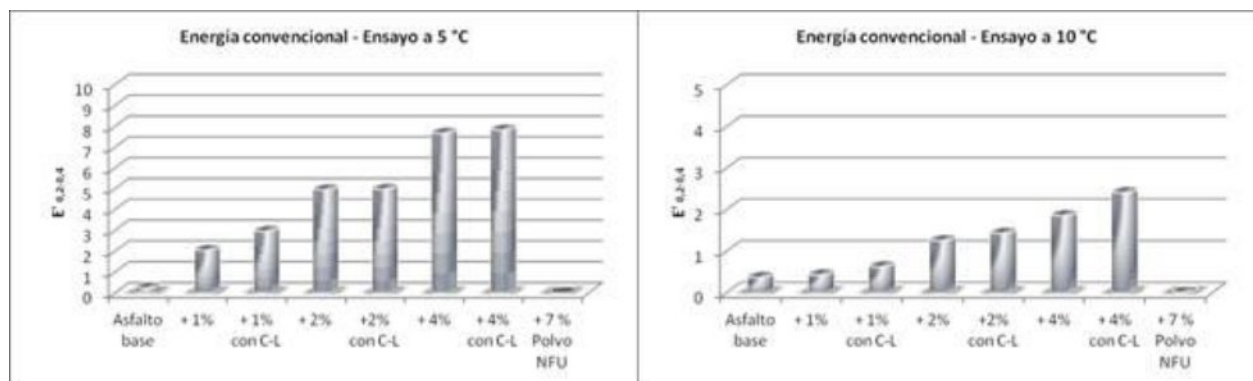 Energía convencional - Ensayo a 5 °C
E' 0,2-0,4
10
9
8
7
6
5
4
3
2
1
0
Asfalto base
+ 1%
+ 1% con C-L
+ 2%
+2% con C-L
+ 4%
+ 4% con C-L
+ 7 % Polvo NFU
Energía convencional - Ensayo a 10 °C
E' 0,2-0,4
5
4
3
2
1
0
Asfalto base
+ 1%
+ 1% con C-L
+ 2%
+2% con C-L
+ 4%
+ 4% con C-L
+ 7 % Polvo NFU